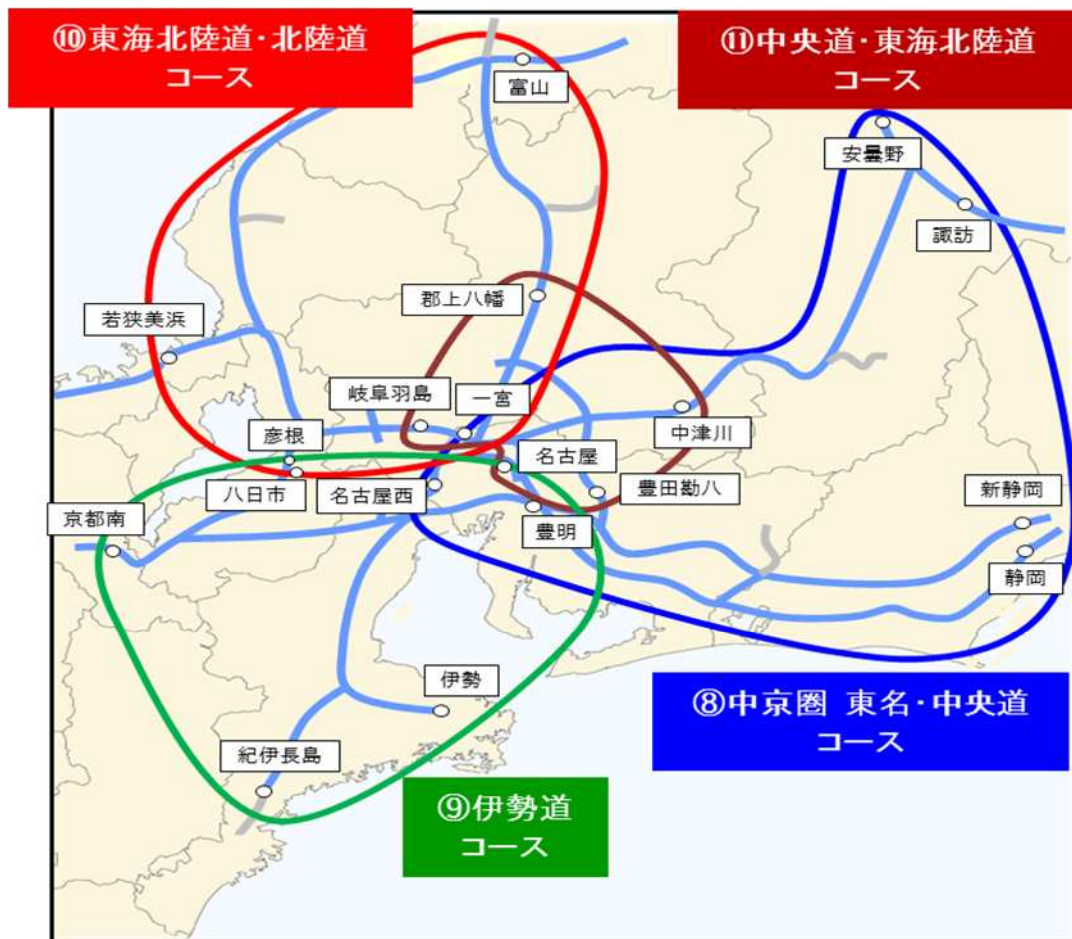 ⑩東海北陸道・北陸道
コース
⑪中央道・東海北陸道
コース
富山
安曇野
諏訪
郡上八幡
若狭美浜
岐阜羽島
一宮
中津川
彦根
名古屋
八日市
名古屋西
豊田勘八
新静岡
京都南
豊明
静岡
伊勢
⑧中京圏 東名・中央道
コース
紀伊長島
⑨伊勢道
コース